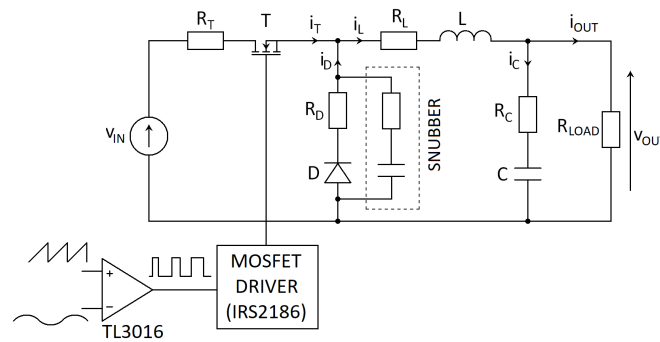 R_T
T
i_T
i_L
R_L
L
i_OUT
i_D
i_C
v_IN
R_D
SNUBBER
R_C
R_LOAD
v_OU
D
C
+
−
TL3016
MOSFET
DRIVER
(IRS2186)